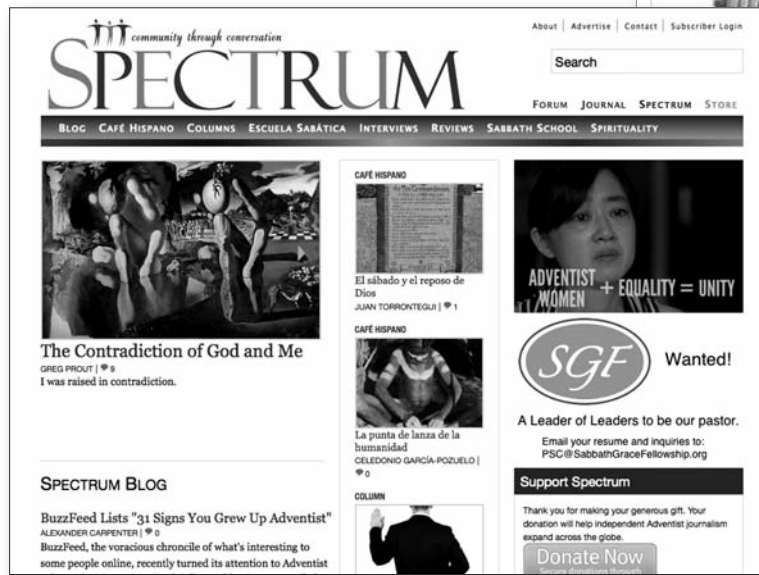 About | Advertise | Contact | Subscriber Login
community through conversation
SPECTRUM
Search
FORUM JOURNAL SPECTRUM STORE
BLOG CAFÉ HISPANO COLUMNS ESCUELA SABÁTICA INTERVIEWS REVIEWS SABBATH SCHOOL SPIRITUALITY
The Contradiction of God and Me
GREG PROUT | 9
I was raised in contradiction.
SPECTRUM BLOG
BuzzFeed Lists "31 Signs You Grew Up Adventist"
ALEXANDER CARPENTER | 0
BuzzFeed, the voracious chroncile of what's interesting to
some people online, recently turned its attention to Adventist
CAFÉ HISPANO
El sábado y el reposo de
Dios
JUAN TORRONTEGUI | 1
CAFÉ HISPANO
La punta de lanza de la
humanidad
CELEDONIO GARCÍA-POZUELO |
0
COLUMN
ADVENTIST
WOMEN + EQUALITY = UNITY
SGF Wanted!
A Leader of Leaders to be our pastor.
Email your resume and inquiries to:
PSC@SabbathGraceFellowship.org
Support Spectrum
Thank you for making your generous gift. Your
donation will help independent Adventist journalism
expand across the globe.
Donate Now
Secure donations through